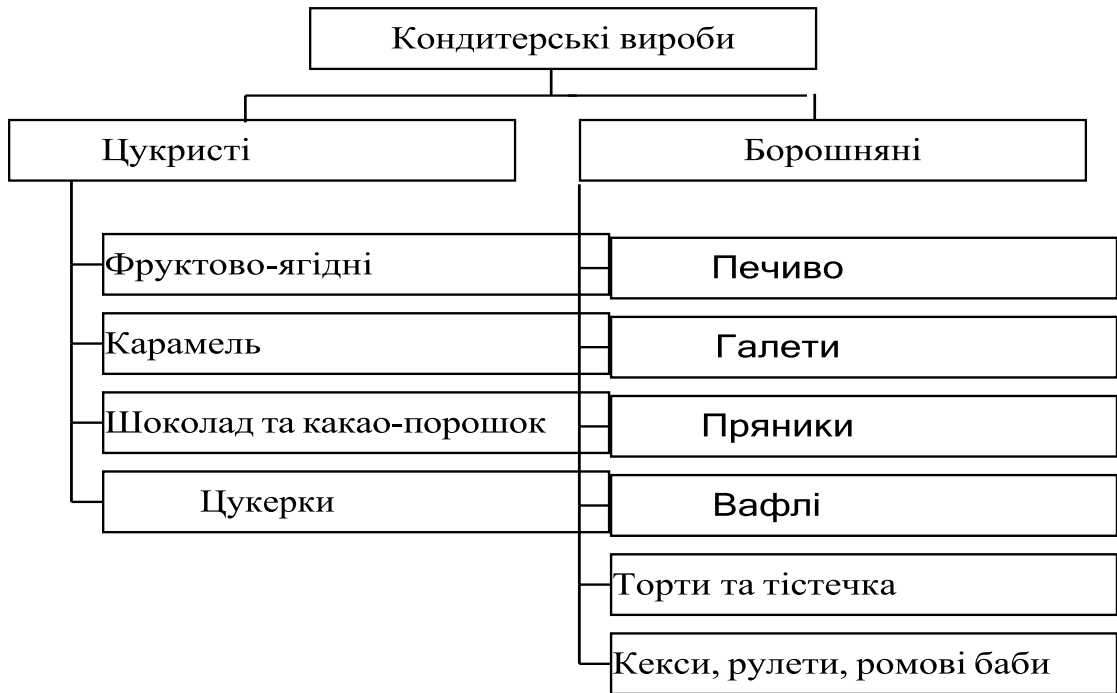 Кондитерські вироби
Цукристі
Борошняні
Фруктово-ягідні
Карамель
Шоколад та какао-порошок
Цукерки
Печиво
Галети
Пряники
Вафлі
Торти та тістечка
Кекси, рулети, ромові баби